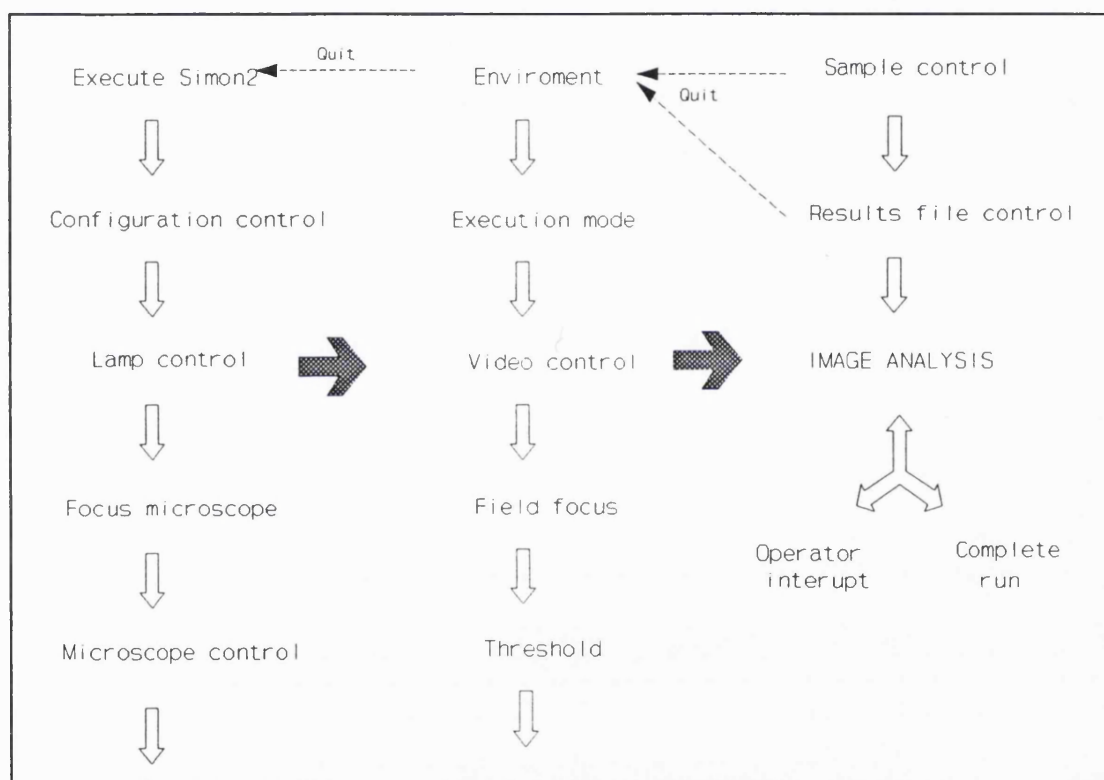 Quit
Execute Simon2
Enviroment
Sample control
Quit
Configuration control
Execution mode
Results file control
Lamp control
Video control
IMAGE ANALYSIS
Focus microscope
Field focus
Operator
interupt
Complete
run
Microscope control
Threshold